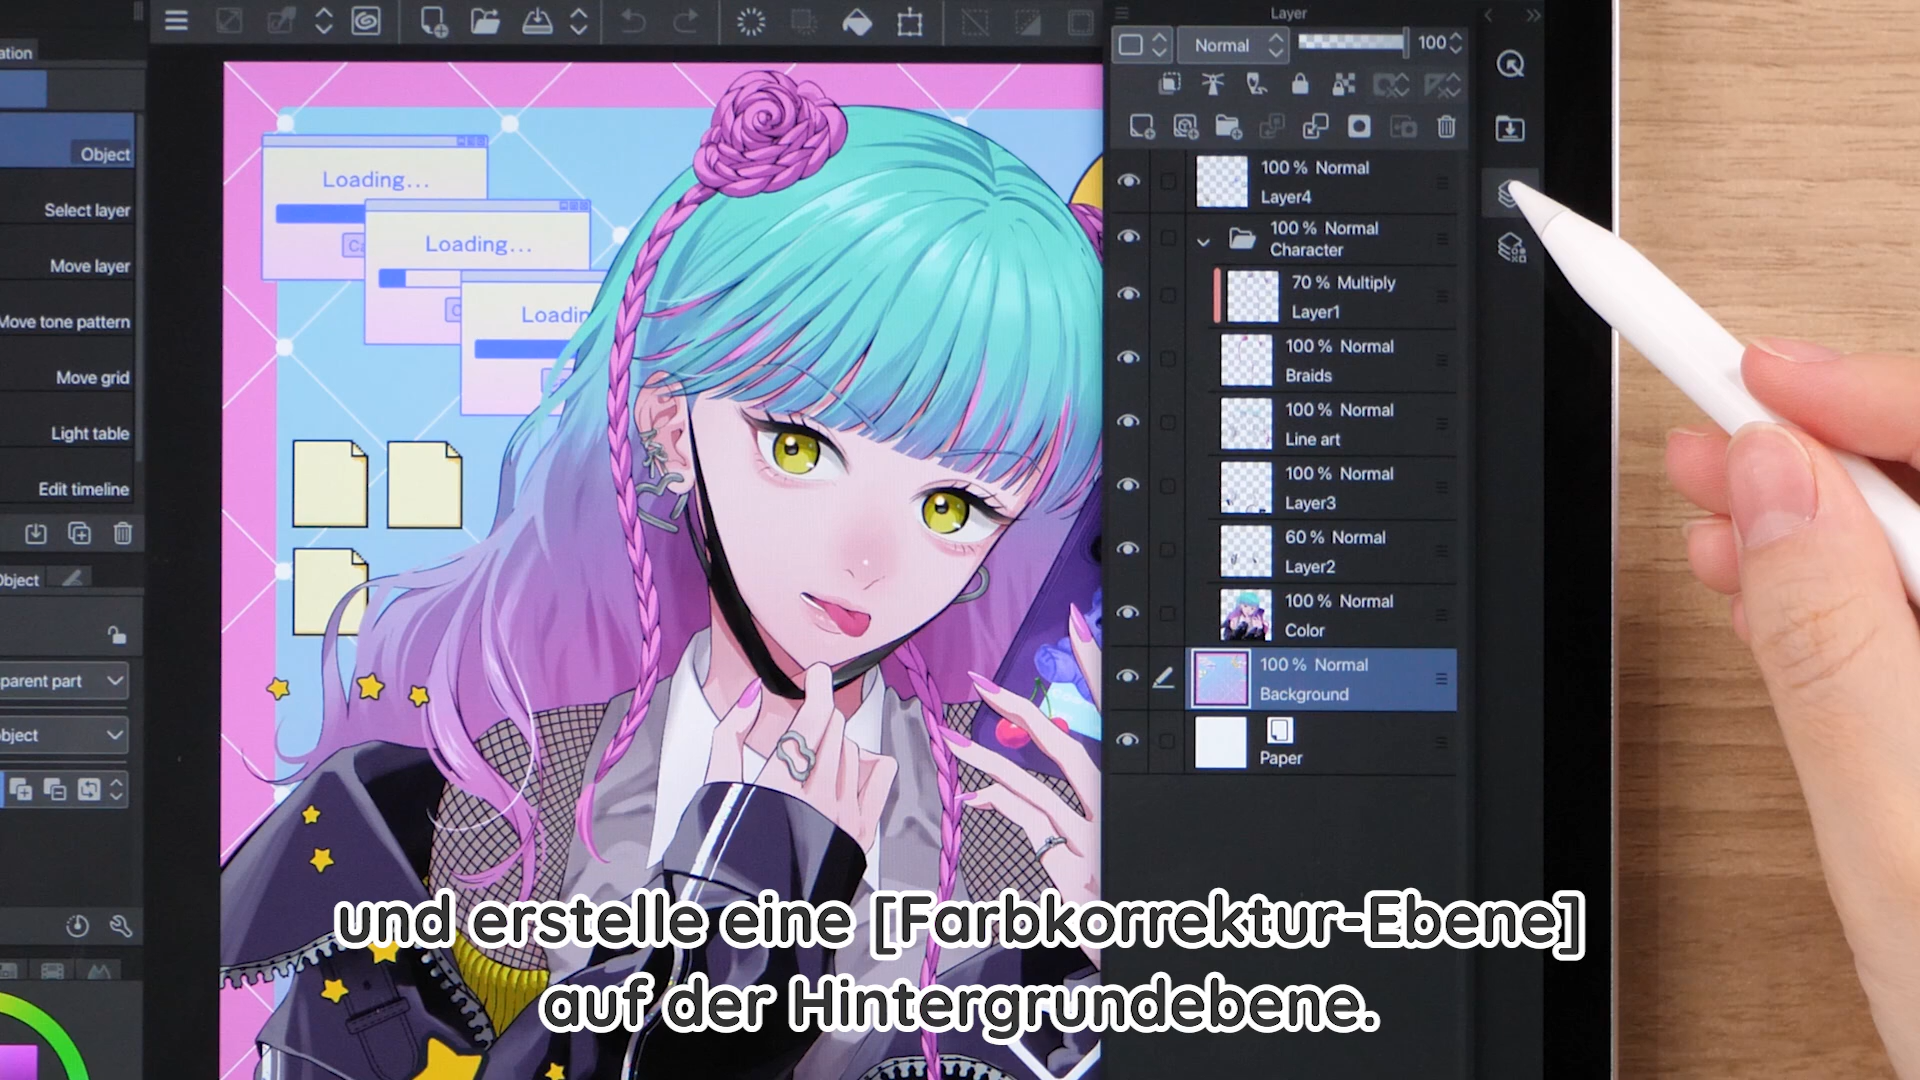 Layer
Normal
100
ation
Object
Select layer
Move layer
Move tone pattern
Move grid
Light table
Edit timeline
Object
parent part
object
Loading...
Loading...
Loadin
100 % Normal
Layer4
100 % Normal
Character
70 % Multiply
Layer1
100 % Normal
Braids
100 % Normal
Line art
100 % Normal
Layer3
60 % Normal
Layer2
100 % Normal
Color
100 % Normal
Background
Paper
und erstelle eine [Farbkorrektur-Ebene]
auf der Hintergrundebene.